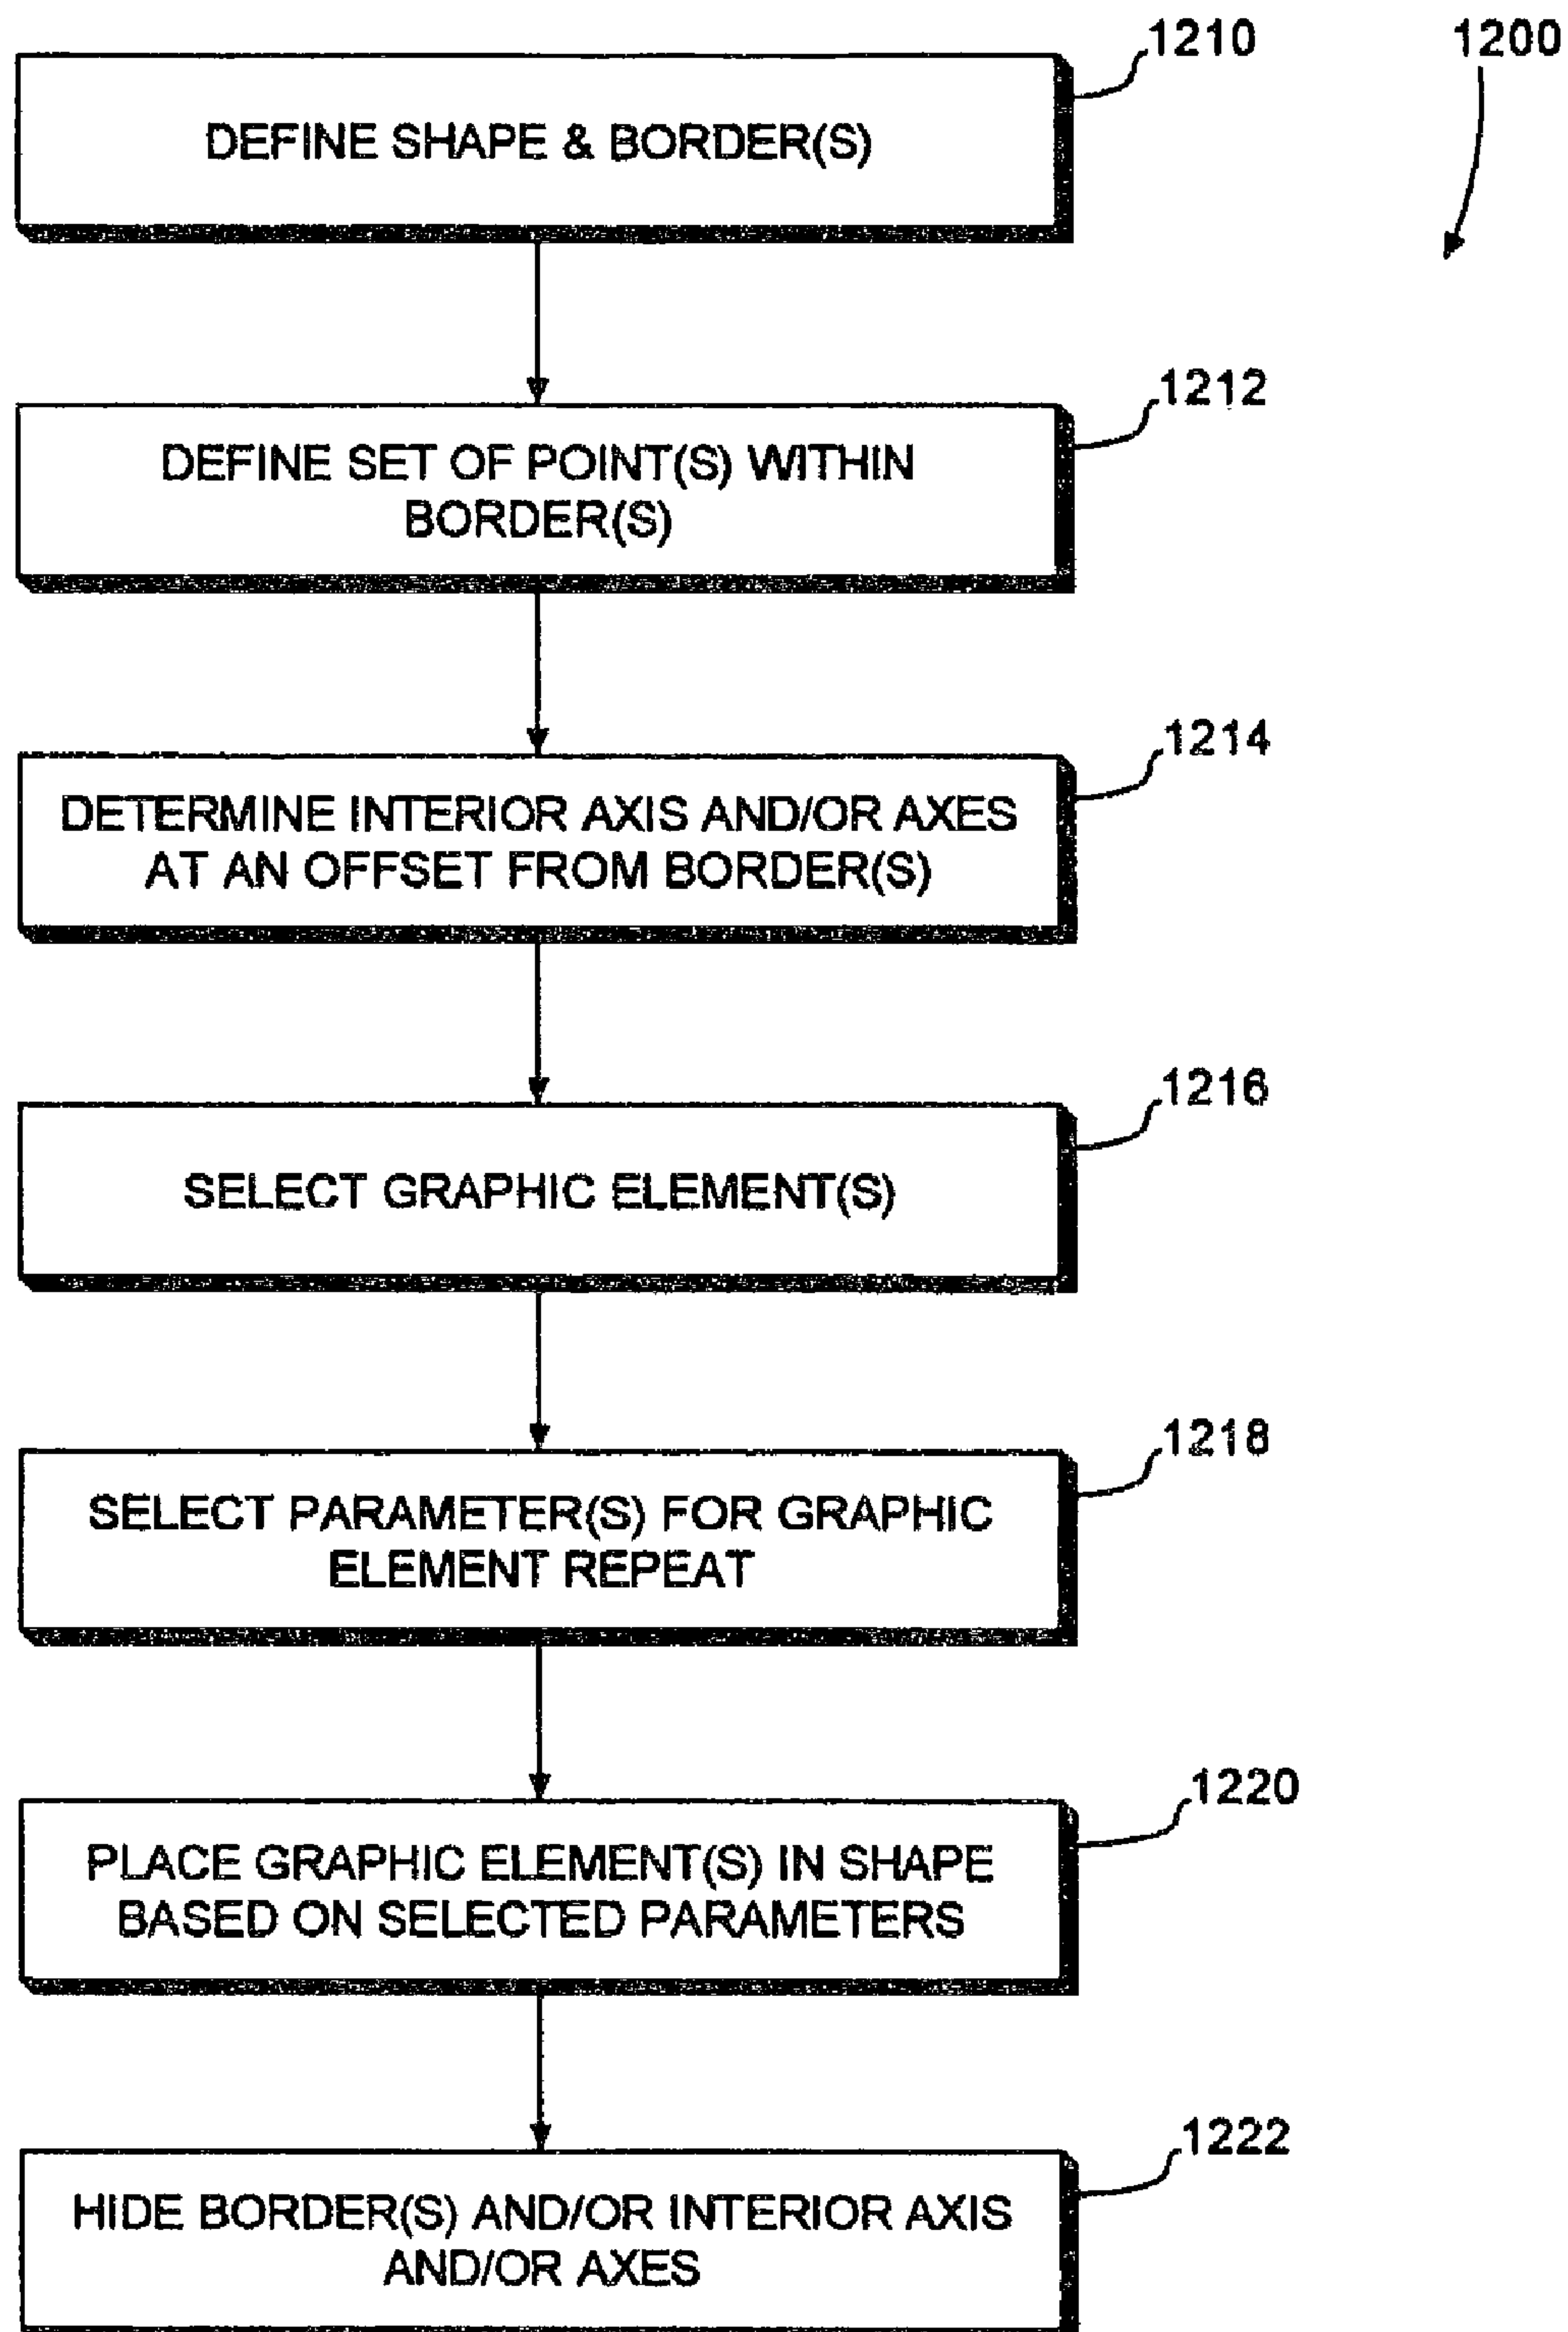 1210
1200
DEFINE SHAPE & BORDER(S)
1212
DEFINE SET OF POINT(S) WITHIN
BORDER(S)
1214
DETERMINE INTERIOR AXIS AND/OR AXES
AT AN OFFSET FROM BORDER(S)
1216
SELECT GRAPHIC ELEMENT(S)
1218
SELECT PARAMETER(S) FOR GRAPHIC
ELEMENT REPEAT
1220
PLACE GRAPHIC ELEMENT(S) IN SHAPE
BASED ON SELECTED PARAMETERS
1222
HIDE BORDER(S) AND/OR INTERIOR AXIS
AND/OR AXES